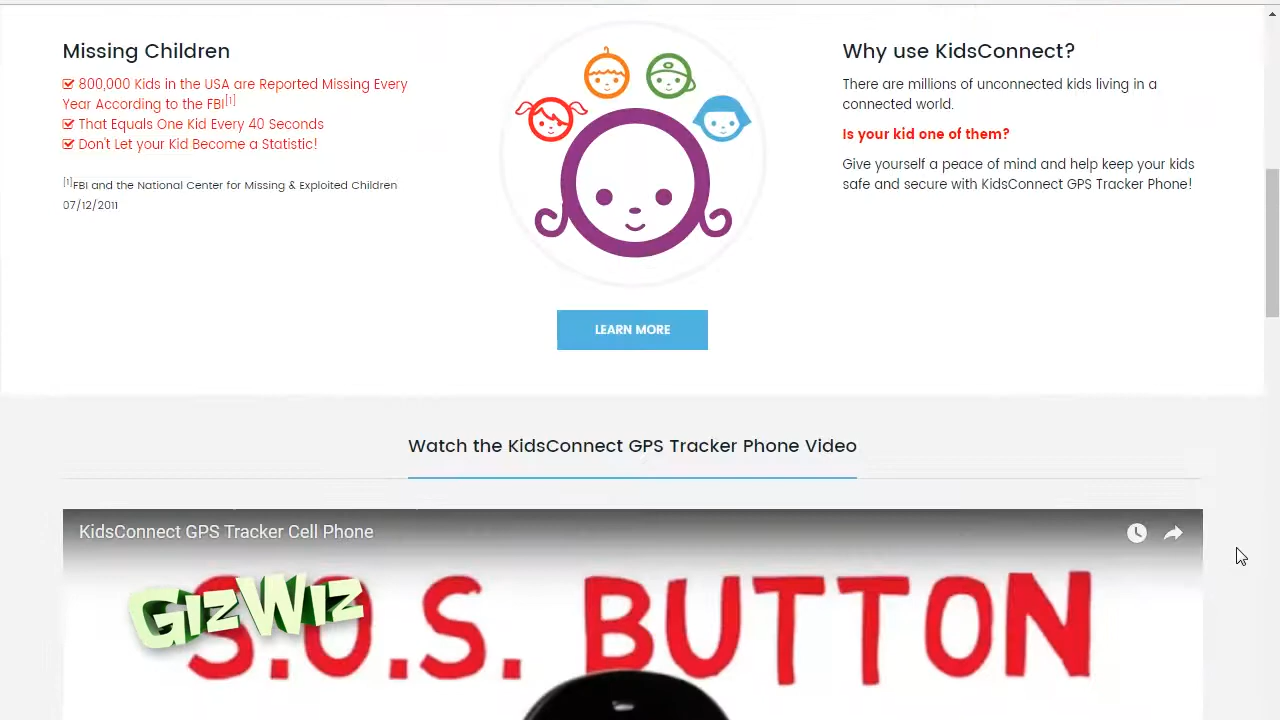 Missing Children
800,000 Kids in the USA are Reported Missing Every
Year According to the FBI[1]
That Equals One Kid Every 40 Seconds
Don't Let your Kid Become a Statistic!
[1]FBI and the National Center for Missing & Exploited Children
07/12/2011
LEARN MORE
Why use KidsConnect?
There are millions of unconnected kids living in a
connected world.
Is your kid one of them?
Give yourself a peace of mind and help keep your kids
safe and secure with KidsConnect GPS Tracker Phone!
Watch the KidsConnect GPS Tracker Phone Video
KidsConnect GPS Tracker Cell Phone
GIZWIZ
S.O.S. BUTTON